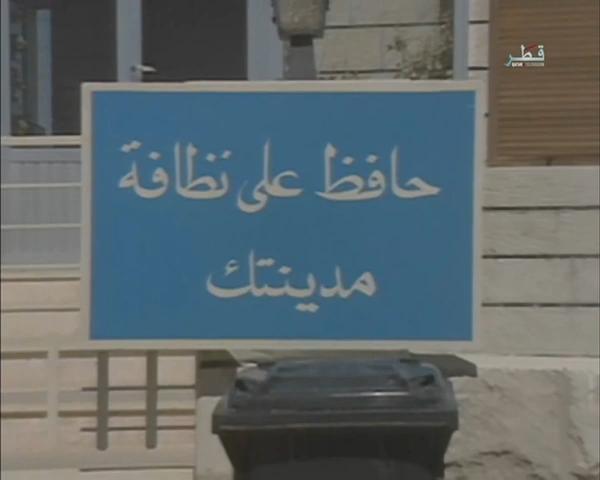 قطر
حافظ على نظافة
مدينتك